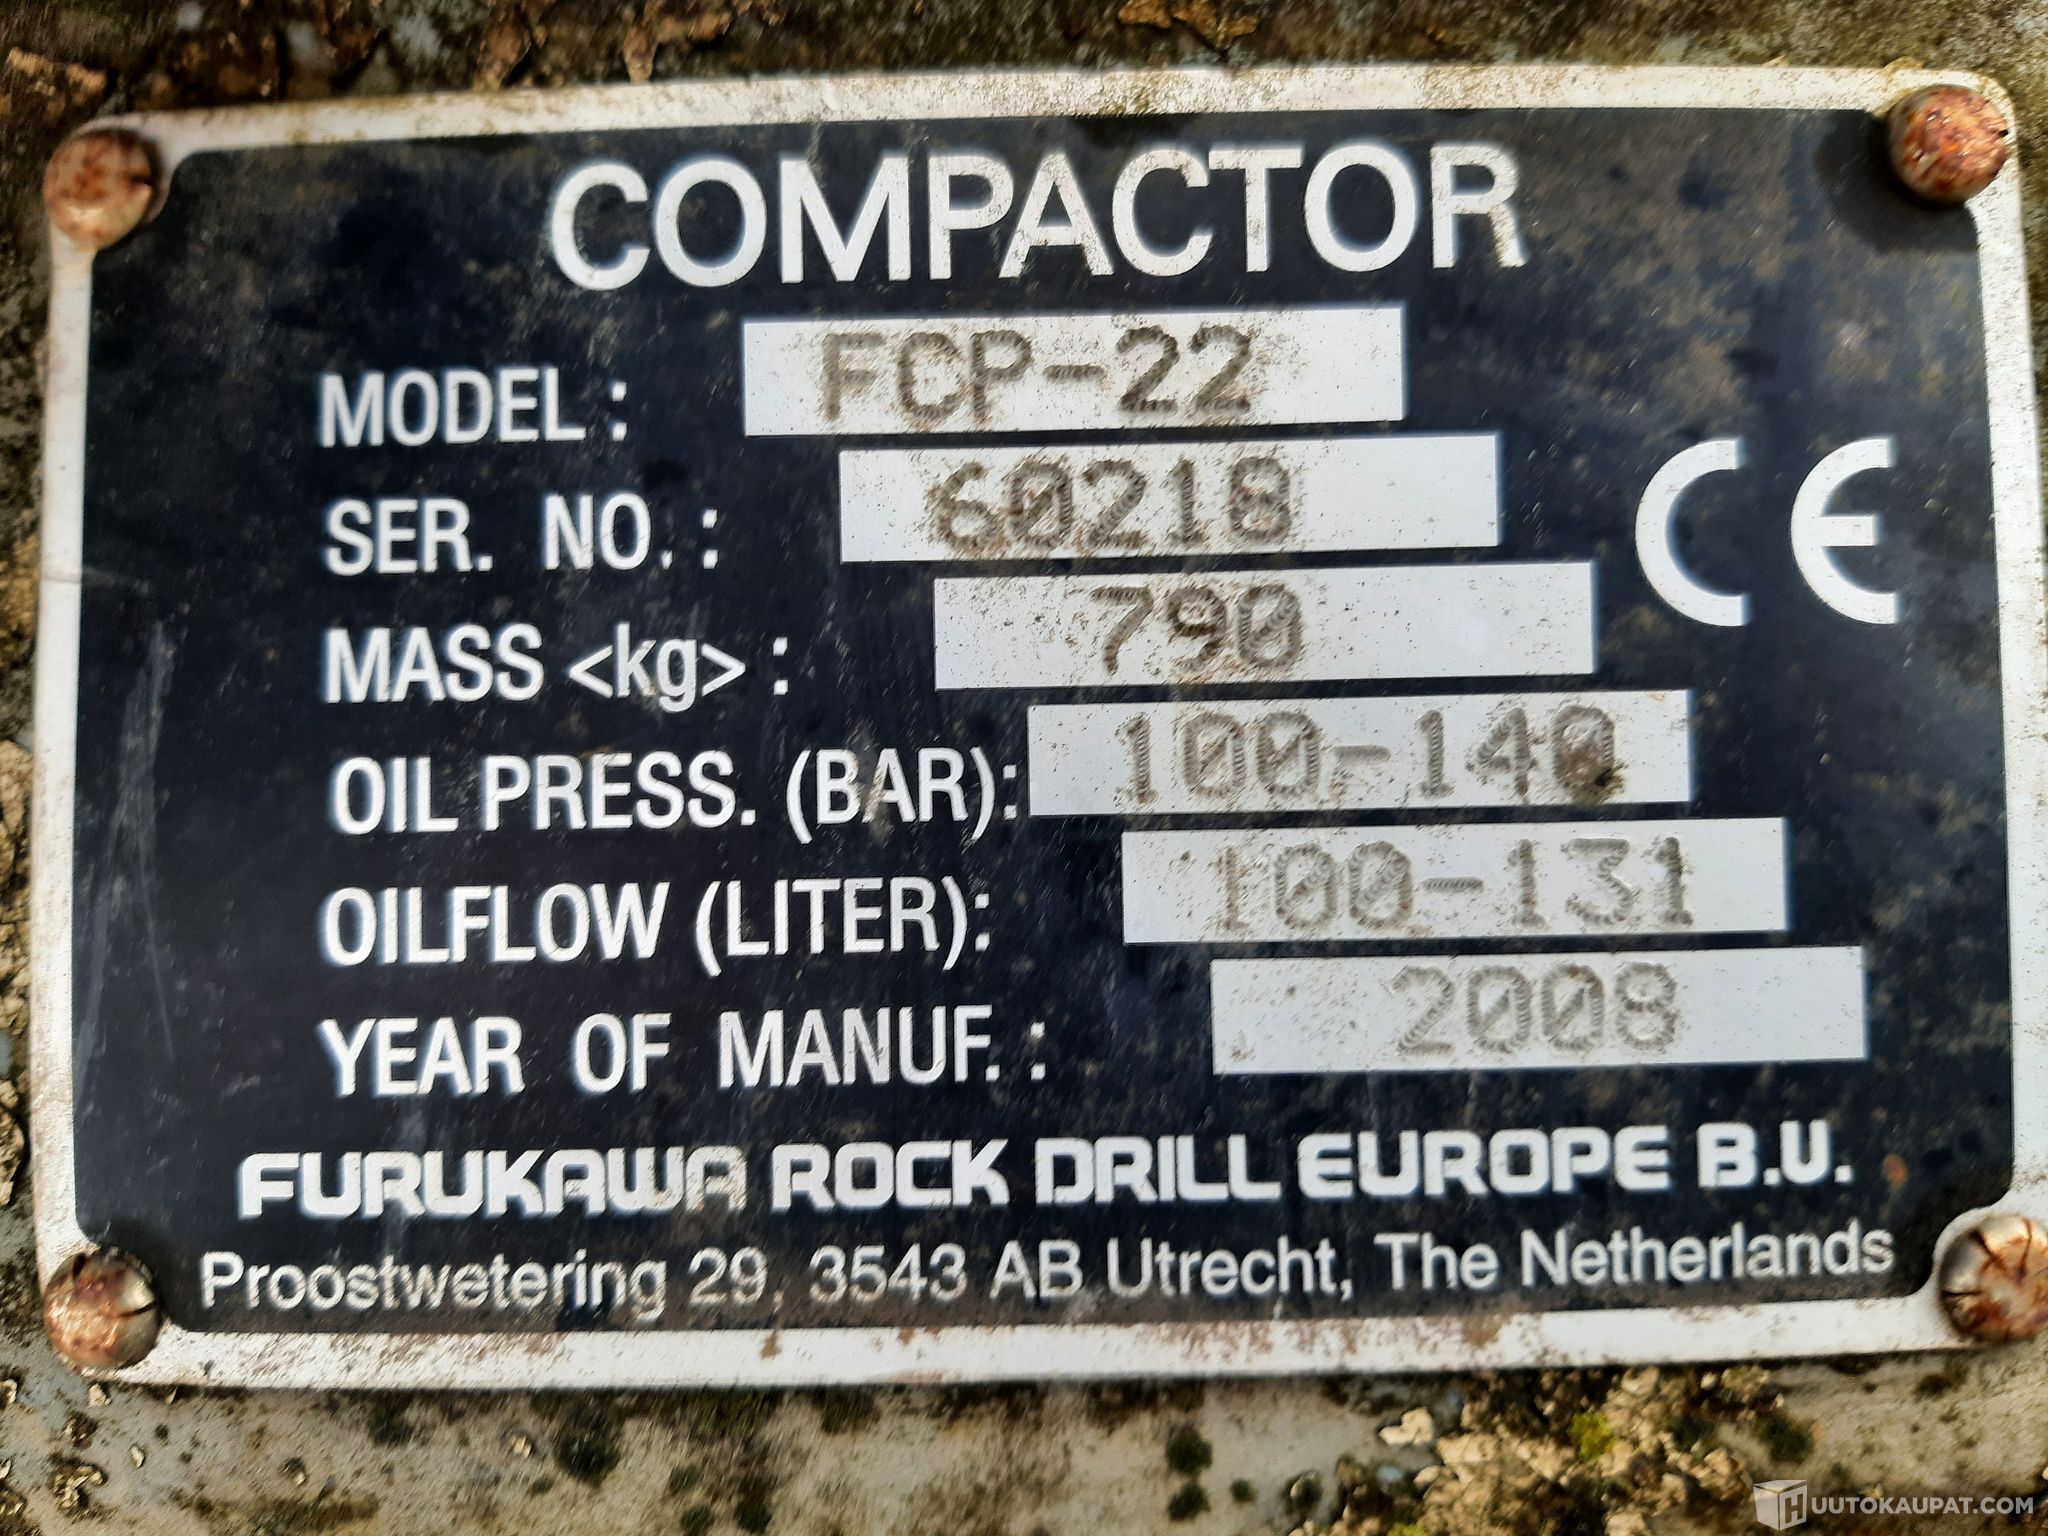 COMPACTOR
MODEL: FCP-22
SER. NO.: 60218
MASS <kg>: 790
OIL PRESS. (BAR): 100-140
OILFLOW (LITER): 100-131
YEAR OF MANUF.: 2008
CE
FURUKAWA ROCK DRILL EUROPE B.V.
Proostwetering 29, 3543 AB Utrecht, The Netherlands
HUUTOKAUPAT.COM